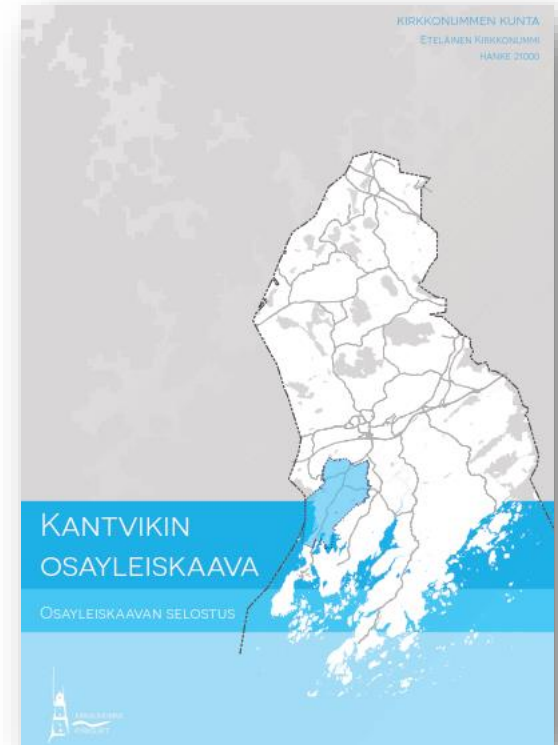 KIRKKONUMMEN KUNTA
ETELÄINEN KIRKKONUMMI
HANKE 21000
KANTVIKIN
OSAYLEISKAAVA
OSAYLEISKAAVAN SELOSTUS